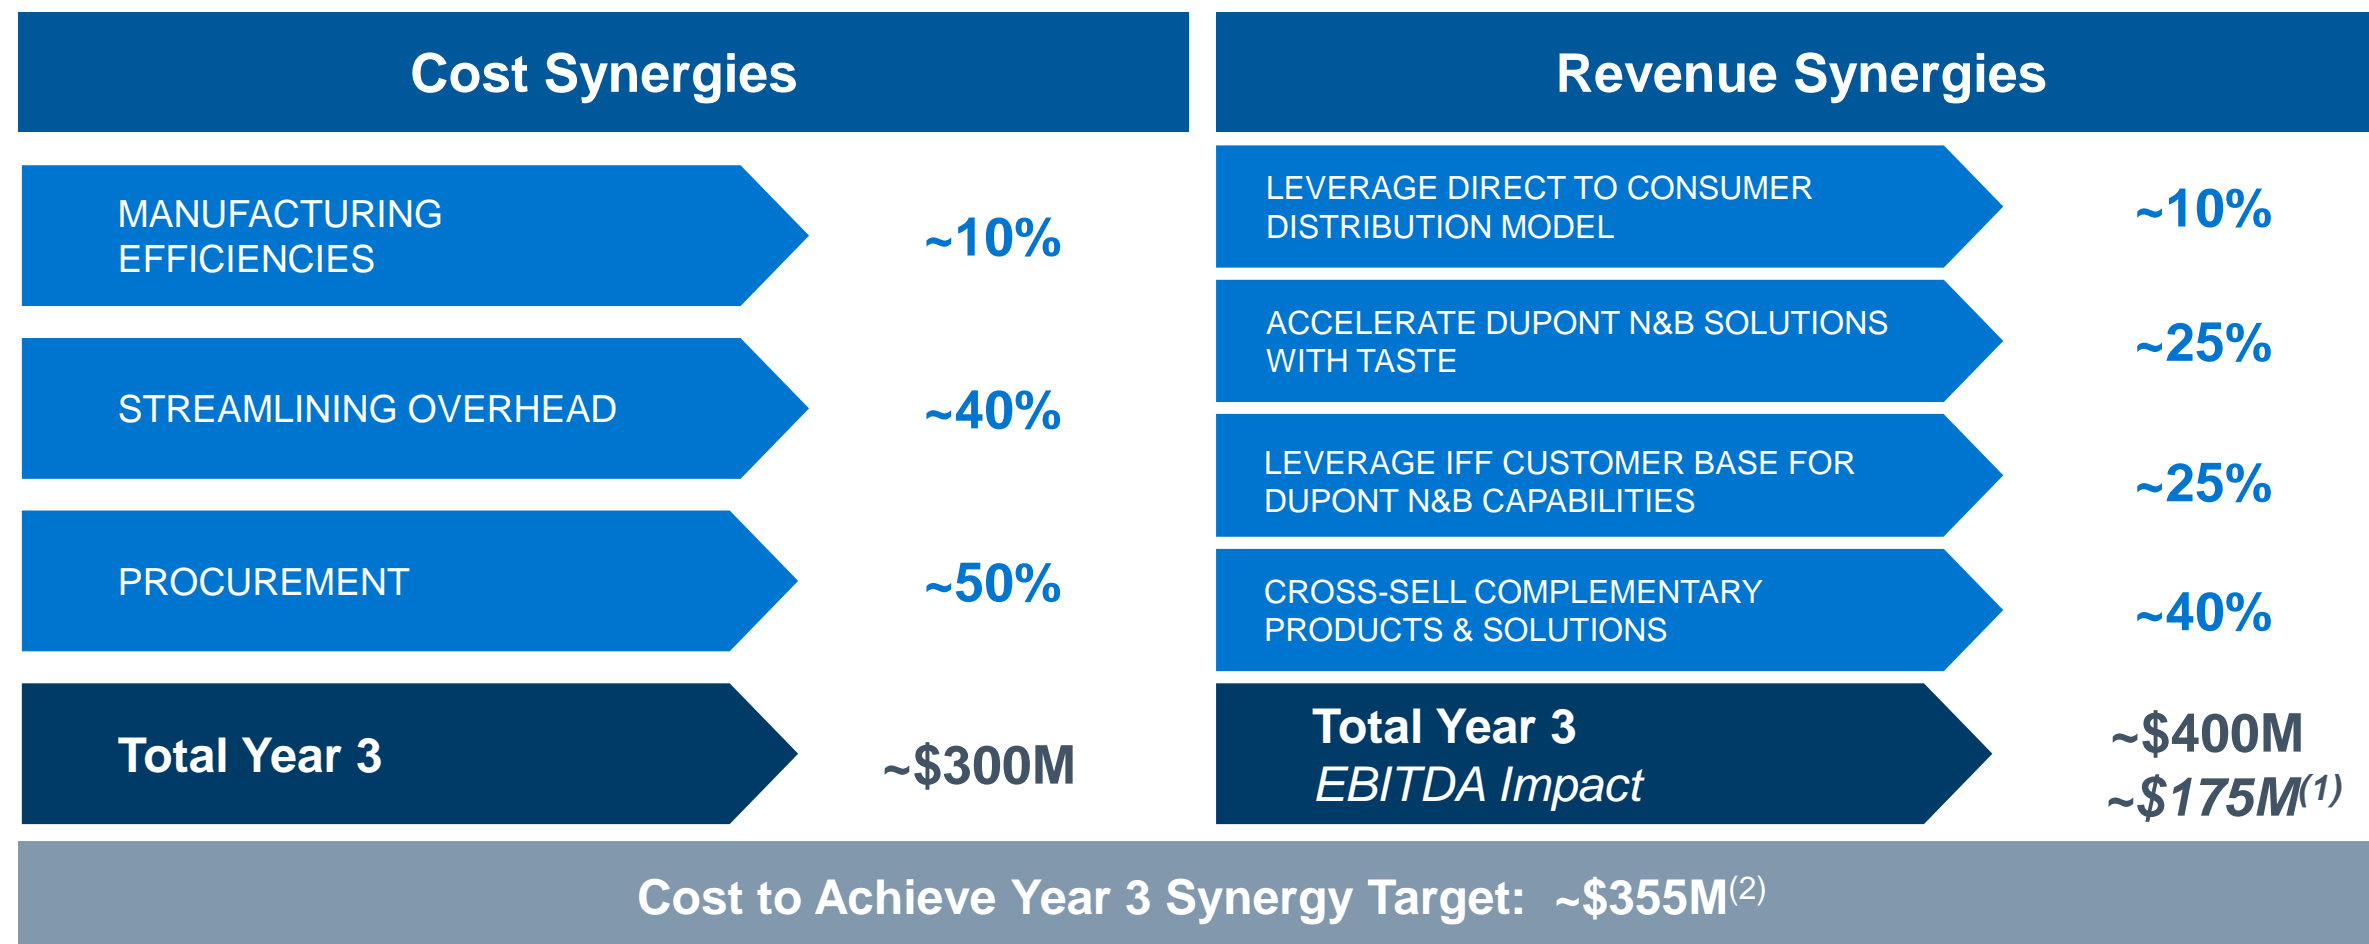 Cost Synergies
MANUFACTURING
EFFICIENCIES
~10%
STREAMLINING OVERHEAD
~40%
PROCUREMENT
~50%
Total Year 3
~$300M
Revenue Synergies
LEVERAGE DIRECT TO CONSUMER
DISTRIBUTION MODEL
~10%
ACCELERATE DUPONT N&B SOLUTIONS
WITH TASTE
~25%
LEVERAGE IFF CUSTOMER BASE FOR
DUPONT N&B CAPABILITIES
~25%
CROSS-SELL COMPLEMENTARY
PRODUCTS & SOLUTIONS
~40%
Total Year 3
~$400M
EBITDA Impact
~$175M(1)
Cost to Achieve Year 3 Synergy Target: ~$355M(2)